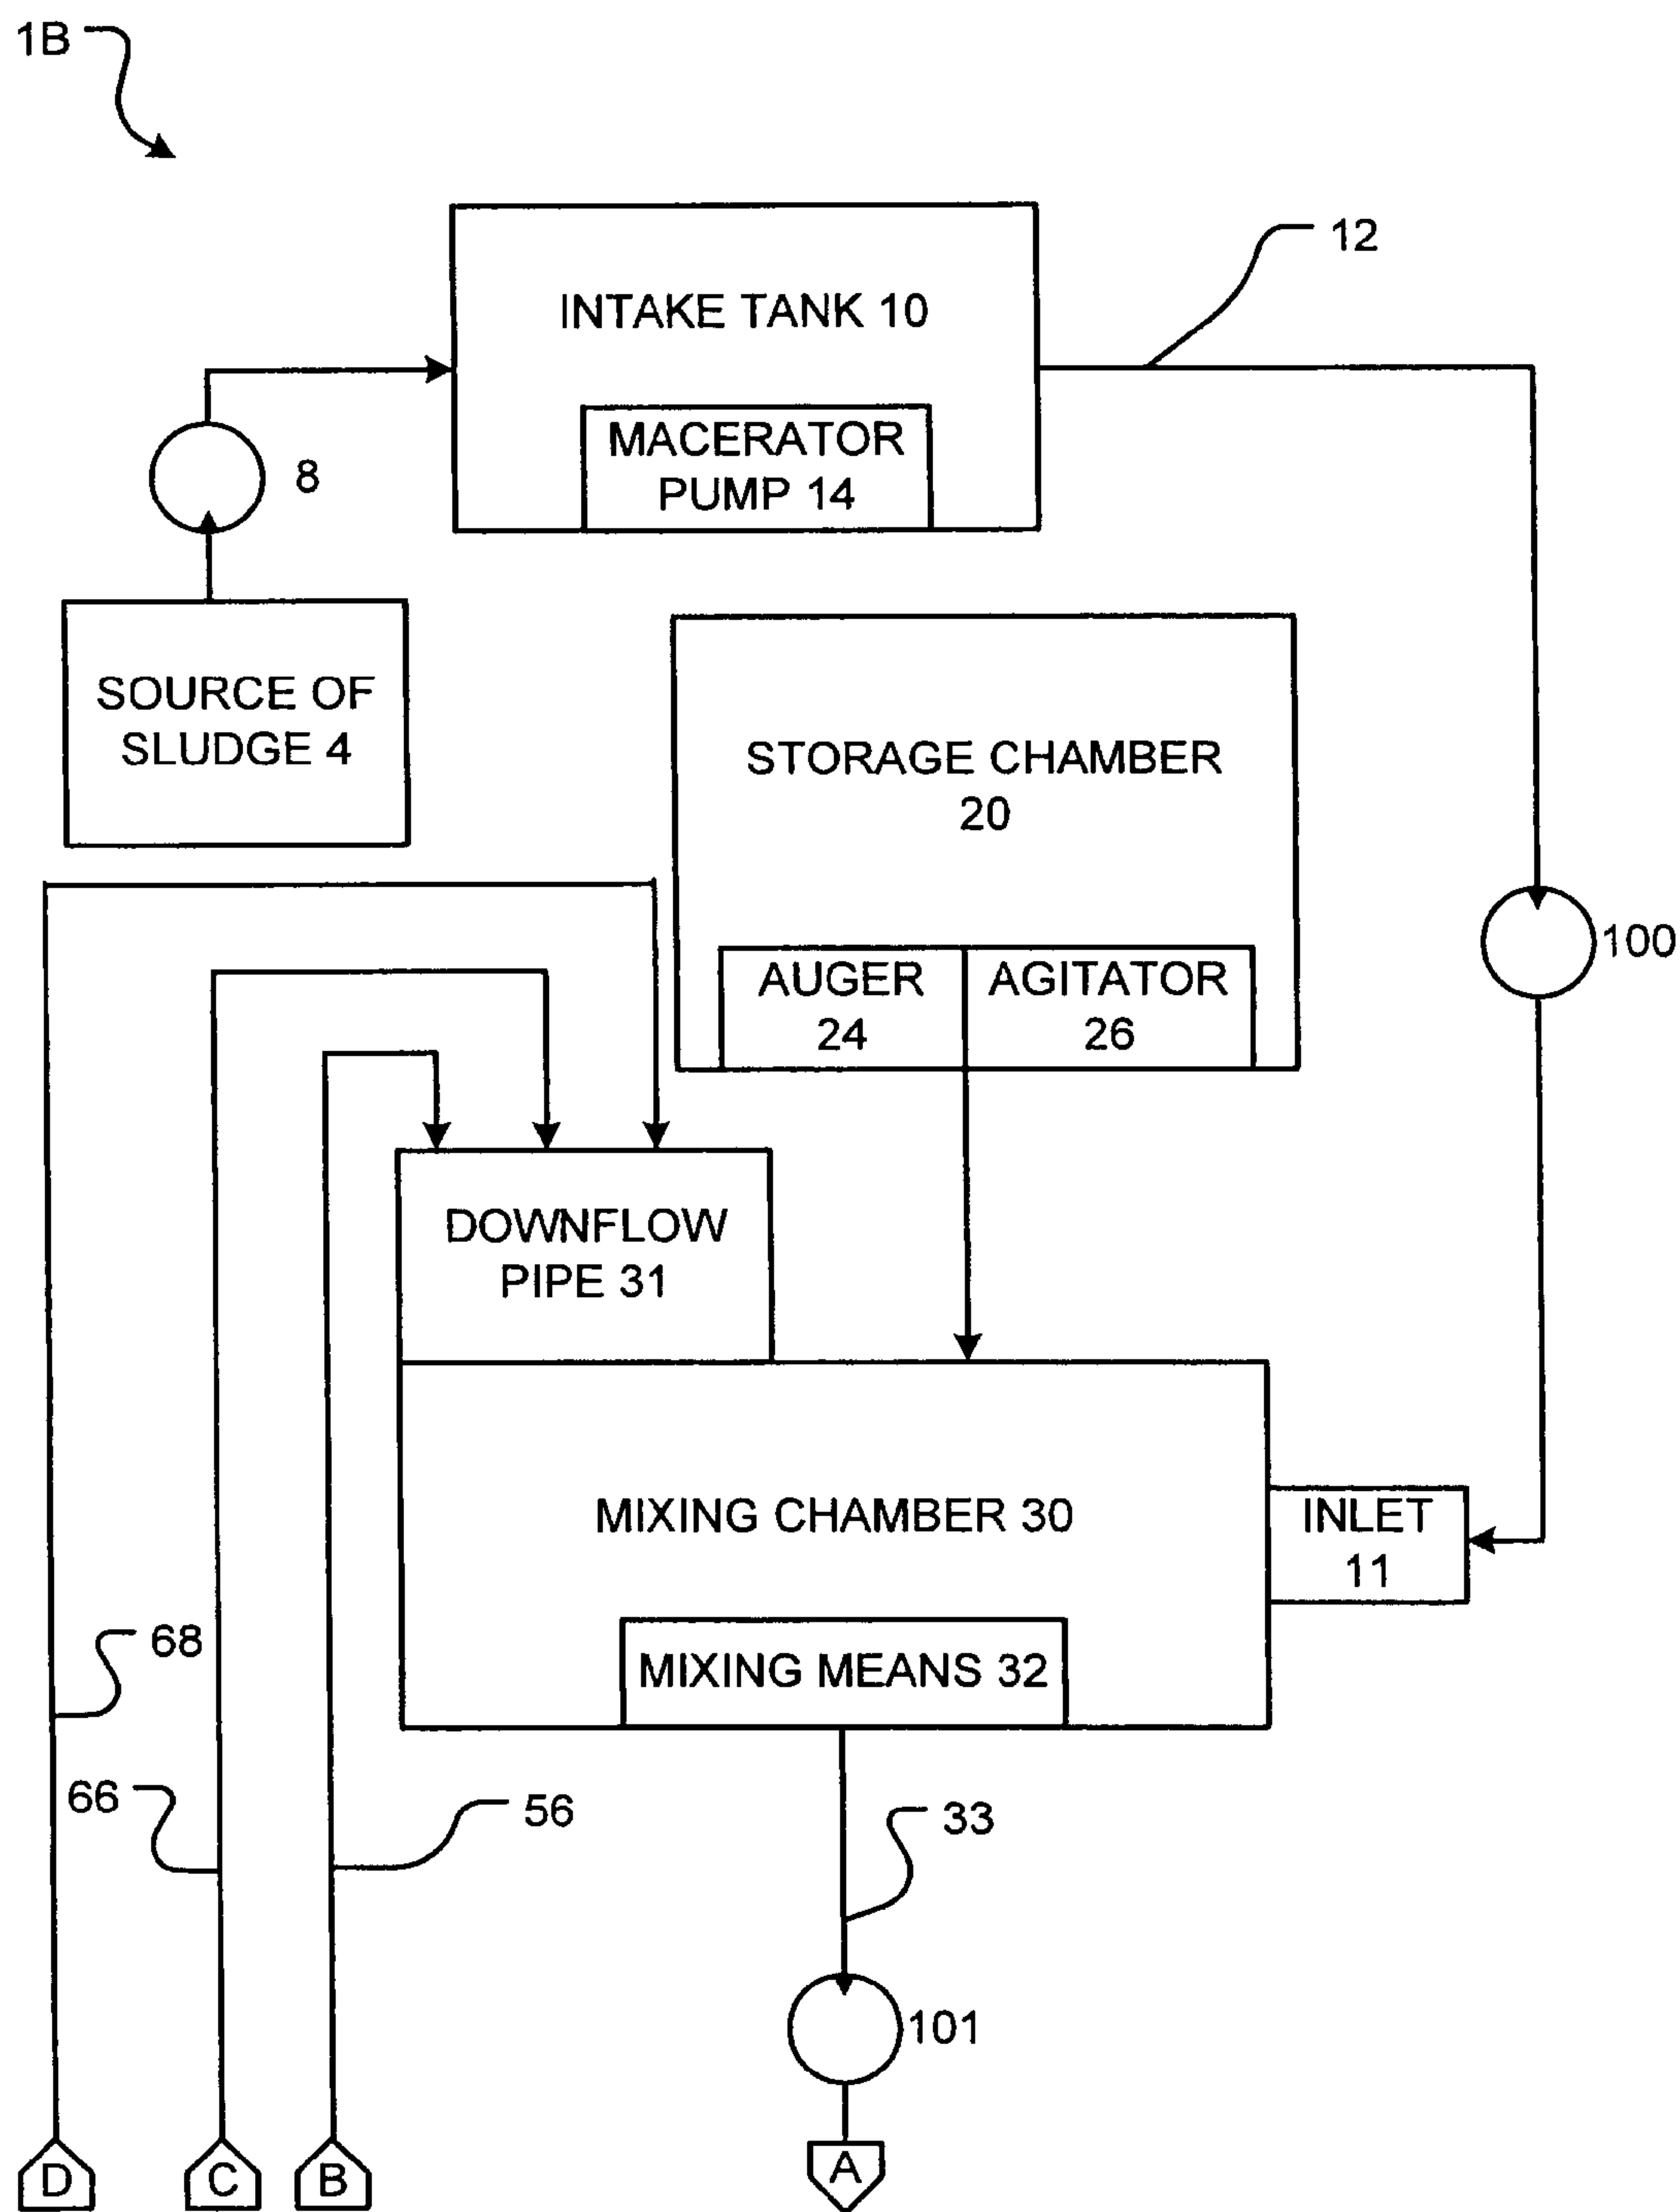 1B
12
INTAKE TANK 10
MACERATOR
PUMP 14
8
SOURCE OF
SLUDGE 4
STORAGE CHAMBER
20
100
AUGER
24
AGITATOR
26
DOWNFLOW
PIPE 31
MIXING CHAMBER 30
INLET
11
68
MIXING MEANS 32
66
56
33
101
D
C
B
A